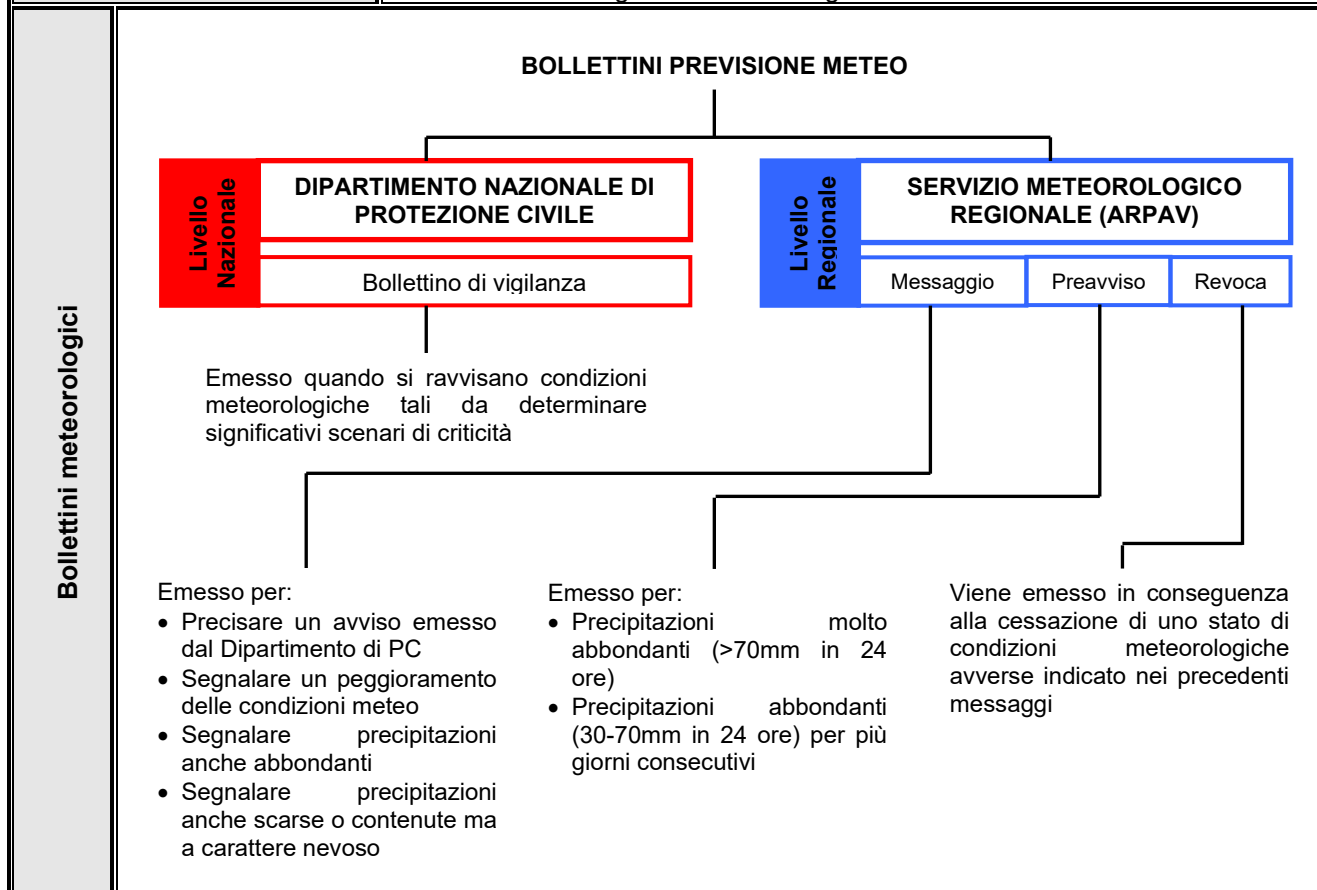 BOLLETTINI PREVISIONE METEO
Livello
Nazionale
DIPARTIMENTO NAZIONALE DI
PROTEZIONE CIVILE
Bollettino di vigilanza
Livello
Regionale
SERVIZIO METEOROLOGICO
REGIONALE (ARPAV)
Messaggio
Preavviso
Revoca
Bollettini meteorologici
Emesso quando si ravvisano condizioni
meteorologiche tali da determinare
significativi scenari di criticità
Emesso per:
• Precisare un avviso emesso
dal Dipartimento di PC
• Segnalare un peggioramento
delle condizioni meteo
• Segnalare precipitazioni
anche abbondanti
• Segnalare precipitazioni
anche scarse o contenute ma
a carattere nevoso
Emesso per:
• Precipitazioni molto
abbondanti (>70mm in 24
ore)
• Precipitazioni abbondanti
(30-70mm in 24 ore) per più
giorni consecutivi
Viene emesso in conseguenza
alla cessazione di uno stato di
condizioni meteorologiche
avverse indicato nei precedenti
messaggi